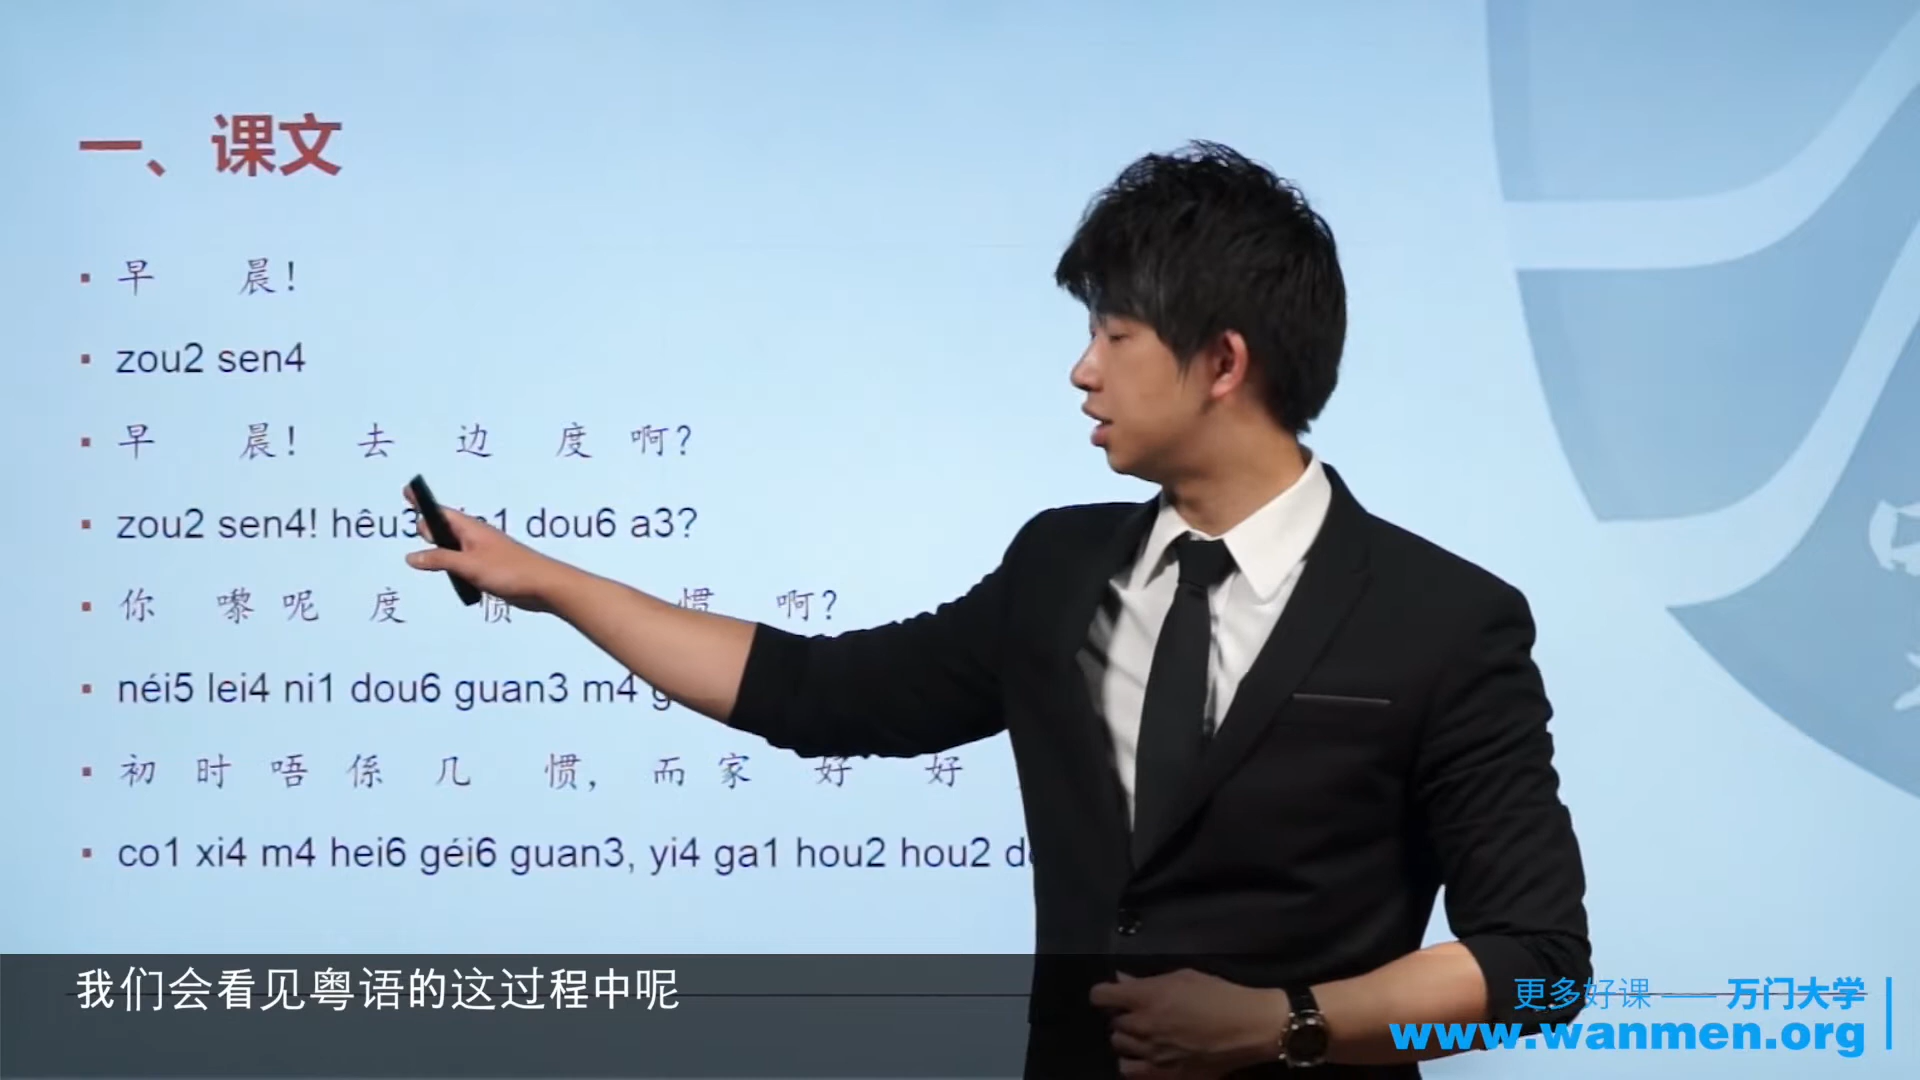 一、课文
早 晨！
zou2 sen4
早 晨！ 去 边 度 啊？
zou2 sen4! hêu3 dou6 a3?
你 嚟 呢 度 惯 惯 啊？
néi5 lei4 ni1 dou6 guan3 m4
初 时 唔 係 几 惯， 而 家 好 好
co1 xi4 m4 hei6 géi6 guan3, yi4 ga1 hou2 hou2
我们会看见粤语的这过程中呢
更多好课 —— 万门大学
www.wanmen.org